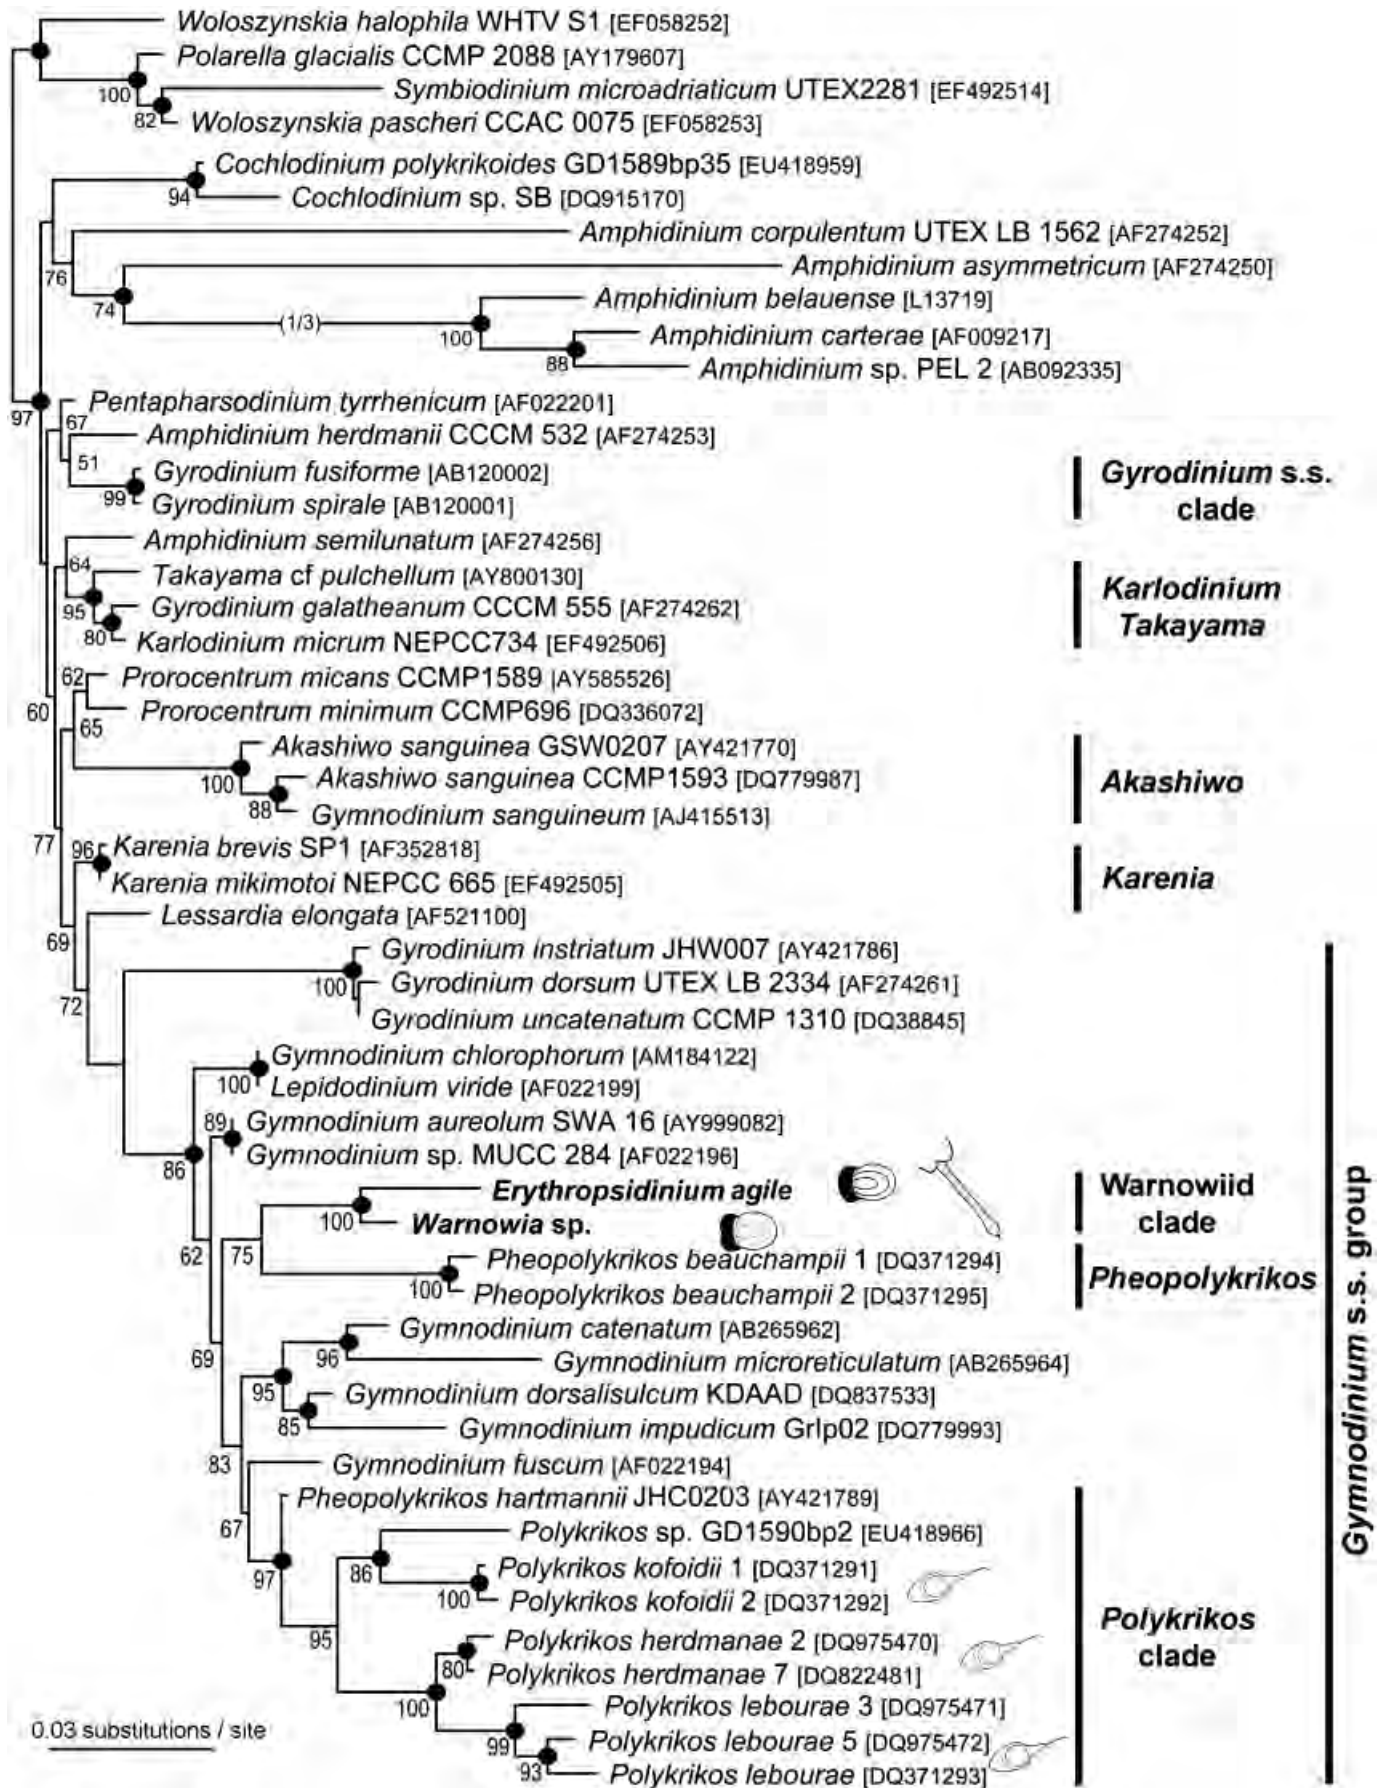 Woloszynskia halophila WHTV S1 [EF058252]
Polarella glacialis CCMP 2088 [AY179607]
100
Symbiodinium microadriaticum UTEX2281 [EF492514]
82
Woloszynskia pascheri CCAC 0075 [EF058253]
Cochlodinium polykrikoides GD1589bp35 [EU418959]
94
Cochlodinium sp. SB [DQ915170]
Amphidinium corpulentum UTEX LB 1562 [AF274252]
76
Amphidinium asymmetricum [AF274250]
74
Amphidinium belauense [L13719]
(1/3)
100
Amphidinium carterae [AF009217]
88
Amphidinium sp. PEL 2 [AB092335]
97
Pentapharsodinium tyrrhenicum [AF022201]
67
Amphidinium herdmanii CCCM 532 [AF274253]
51
Gyrodinium fusiforme [AB120002]
99
Gyrodinium spirale [AB120001]
Gyrodinium s.s.
clade
Amphidinium semilunatum [AF274256]
64
Takayama cf pulchellum [AY800130]
95
Gyrodinium galatheanum CCCM 555 [AF274262]
80
Karlodinium micrum NEPCC734 [EF492506]
Karlodinium
Takayama
62
Prorocentrum micans CCMP1589 [AY585526]
60
65
Prorocentrum minimum CCMP696 [DQ336072]
Akashiwo sanguinea GSW0207 [AY421770]
100
Akashiwo sanguinea CCMP1593 [DQ779987]
88
Gymnodinium sanguineum [AJ415513]
Akashiwo
77
96
Karenia brevis SP1 [AF352818]
Karenia mikimotoi NEPCC 665 [EF492505]
Karenia
Lessardia elongata [AF521100]
69
Gyrodinium instriatum JHW007 [AY421786]
100
Gyrodinium dorsum UTEX LB 2334 [AF274261]
72
Gyrodinium uncatenatum CCMP 1310 [DQ38845]
Gymnodinium chlorophorum [AM184122]
100
Lepidodinium viride [AF022199]
89
Gymnodinium aureolum SWA 16 [AY999082]
86
Gymnodinium sp. MUCC 284 [AF022196]
Erythropsidinium agile
100
Warnowia sp.
Warnowiid
clade
62
75
Pheopolykrikos beauchampii 1 [DQ371294]
100
Pheopolykrikos beauchampii 2 [DQ371295]
Pheopolykrikos
Gymnodinium catenatum [AB265962]
69
96
Gymnodinium microreticulatum [AB265964]
95
Gymnodinium dorsalisulcum KDAAD [DQ837533]
85
Gymnodinium impudicum Grlp02 [DQ779993]
83
Gymnodinium fuscum [AF022194]
Pheopolykrikos hartmannii JHC0203 [AY421789]
67
Polykrikos sp. GD1590bp2 [EU418966]
97
86
Polykrikos kofoidii 1 [DQ371291]
100
Polykrikos kofoidii 2 [DQ371292]
95
Polykrikos herdmanae 2 [DQ975470]
80
Polykrikos herdmanae 7 [DQ822481]
100
Polykrikos lebourae 3 [DQ975471]
99
Polykrikos lebourae 5 [DQ975472]
93
Polykrikos lebourae [DQ371293]
Polykrikos
clade
Gymnodinium s.s. group
0.03 substitutions / site